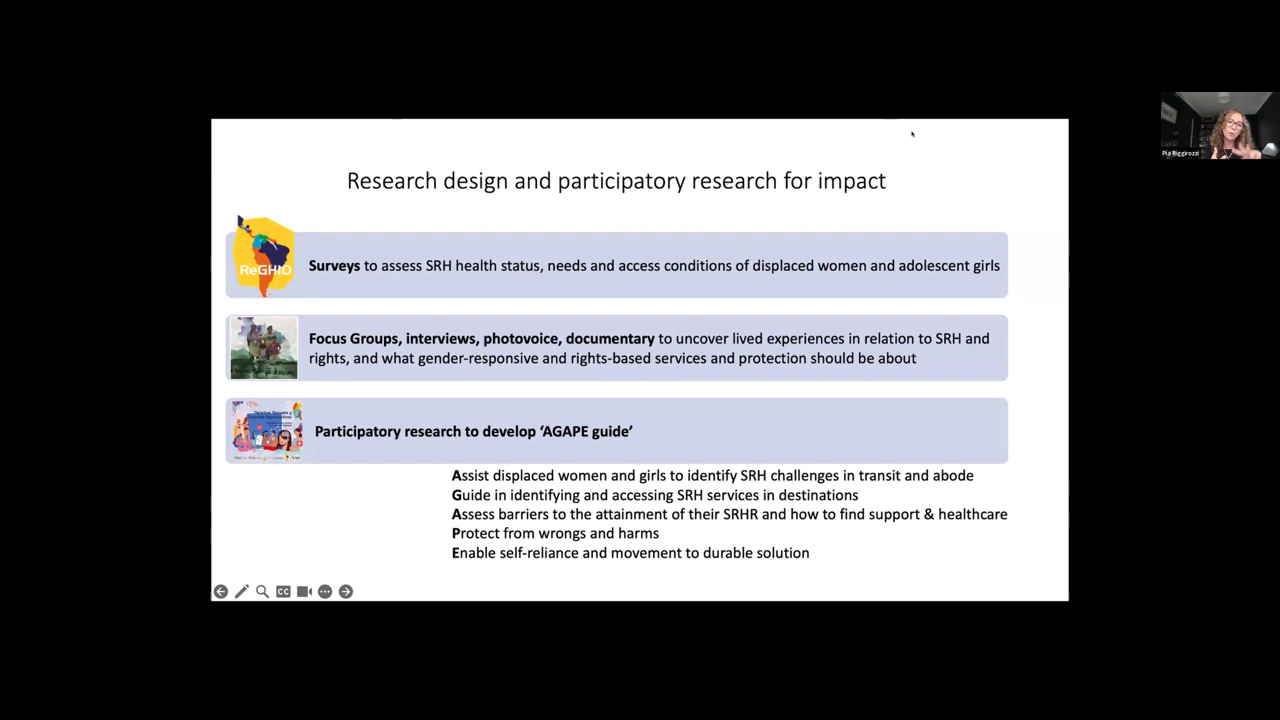 Research design and participatory research for impact
ReGHID
Surveys to assess SRH health status, needs and access conditions of displaced women and adolescent girls
Focus Groups, interviews, photovoice, documentary to uncover lived experiences in relation to SRH and
rights, and what gender-responsive and rights-based services and protection should be about
Participatory research to develop ‘AGAPE guide’
Assist displaced women and girls to identify SRH challenges in transit and abode
Guide in identifying and accessing SRH services in destinations
Assess barriers to the attainment of their SRHR and how to find support & healthcare
Protect from wrongs and harms
Enable self-reliance and movement to durable solution
CC
Pia Riggirozzi